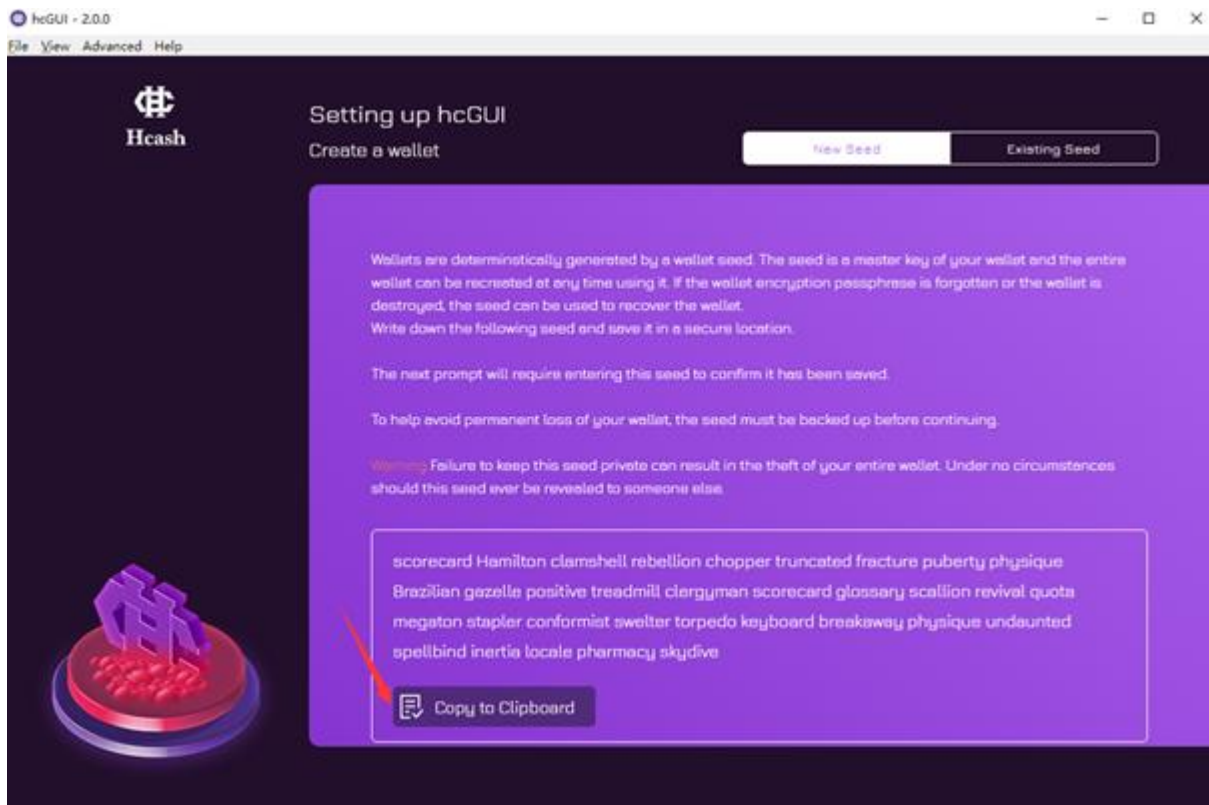 hcGUI - 2.0.0
File View Advanced Help
Hcash
Setting up hcGUI
Create a wallet
New Seed
Existing Seed
Wallets are determinstically generated by a wallet seed. The seed is a master key of your wallet and the entire
wallet can be recreated at any time using it. If the wallet encryption passphrase is forgotten or the wallet is
destroyed, the seed can be used to recover the wallet.
Write down the following seed and save it in a secure location.
The next prompt will require entering this seed to confirm it has been saved.
To help avoid permanent loss of your wallet, the seed must be backed up before continuing.
Warning: Failure to keep this seed private can result in the theft of your entire wallet. Under no circumstances
should this seed ever be revealed to someone else.
scorecard Hamilton clamshell rebellion chopper truncated fracture puberty physique
Brazilian gazelle positive treadmill clergyman scorecard glossary scallion revival quota
megaton stapler conformist swelter torpedo keyboard breakaway physique undaunted
spellbind inertia locale pharmacy skydive
Copy to Clipboard